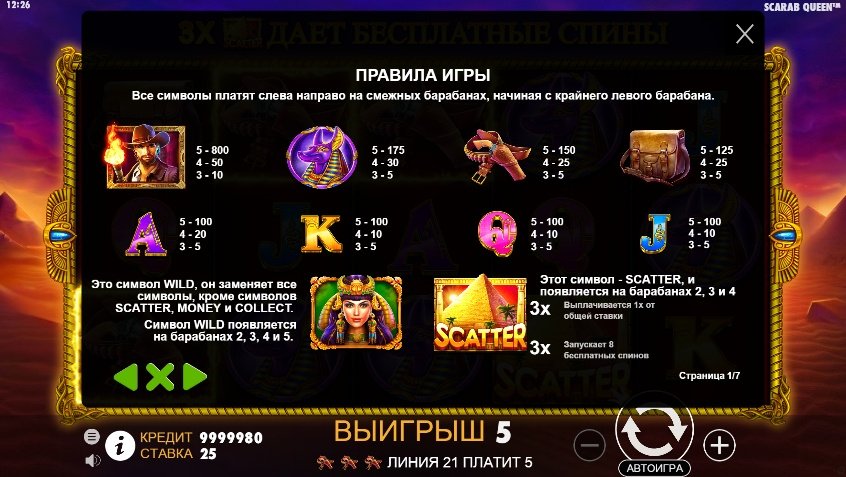 12:26
SCARAB QUEEN™
3X SCATTER ДАЕТ БЕСПЛАТНЫЕ СПИНЫ
ПРАВИЛА ИГРЫ
Все символы платят слева направо на смежных барабанах, начиная с крайнего левого барабана.
5 - 800
4 - 50
3 - 10
5 - 175
4 - 30
3 - 5
5 - 150
4 - 25
3 - 5
5 - 125
4 - 25
3 - 5
A
5 - 100
4 - 20
3 - 5
K
5 - 100
4 - 10
3 - 5
Q
5 - 100
4 - 10
3 - 5
J
5 - 100
4 - 10
3 - 5
Это символ WILD, он заменяет все
символы, кроме символов
SCATTER, MONEY и COLLECT.
Символ WILD появляется
на барабанах 2, 3, 4 и 5.
SCATTER
Этот символ - SCATTER, и
появляется на барабанах 2, 3 и 4
3x Выплачивается 1x от
общей ставки
3x Запускает 8
бесплатных спинов
Страница 1/7
SCATTER
КРЕДИТ 9999980
СТАВКА 25
ВЫИГРЫШ 5
ЛИНИЯ 21 ПЛАТИТ 5
АВТОИГРА